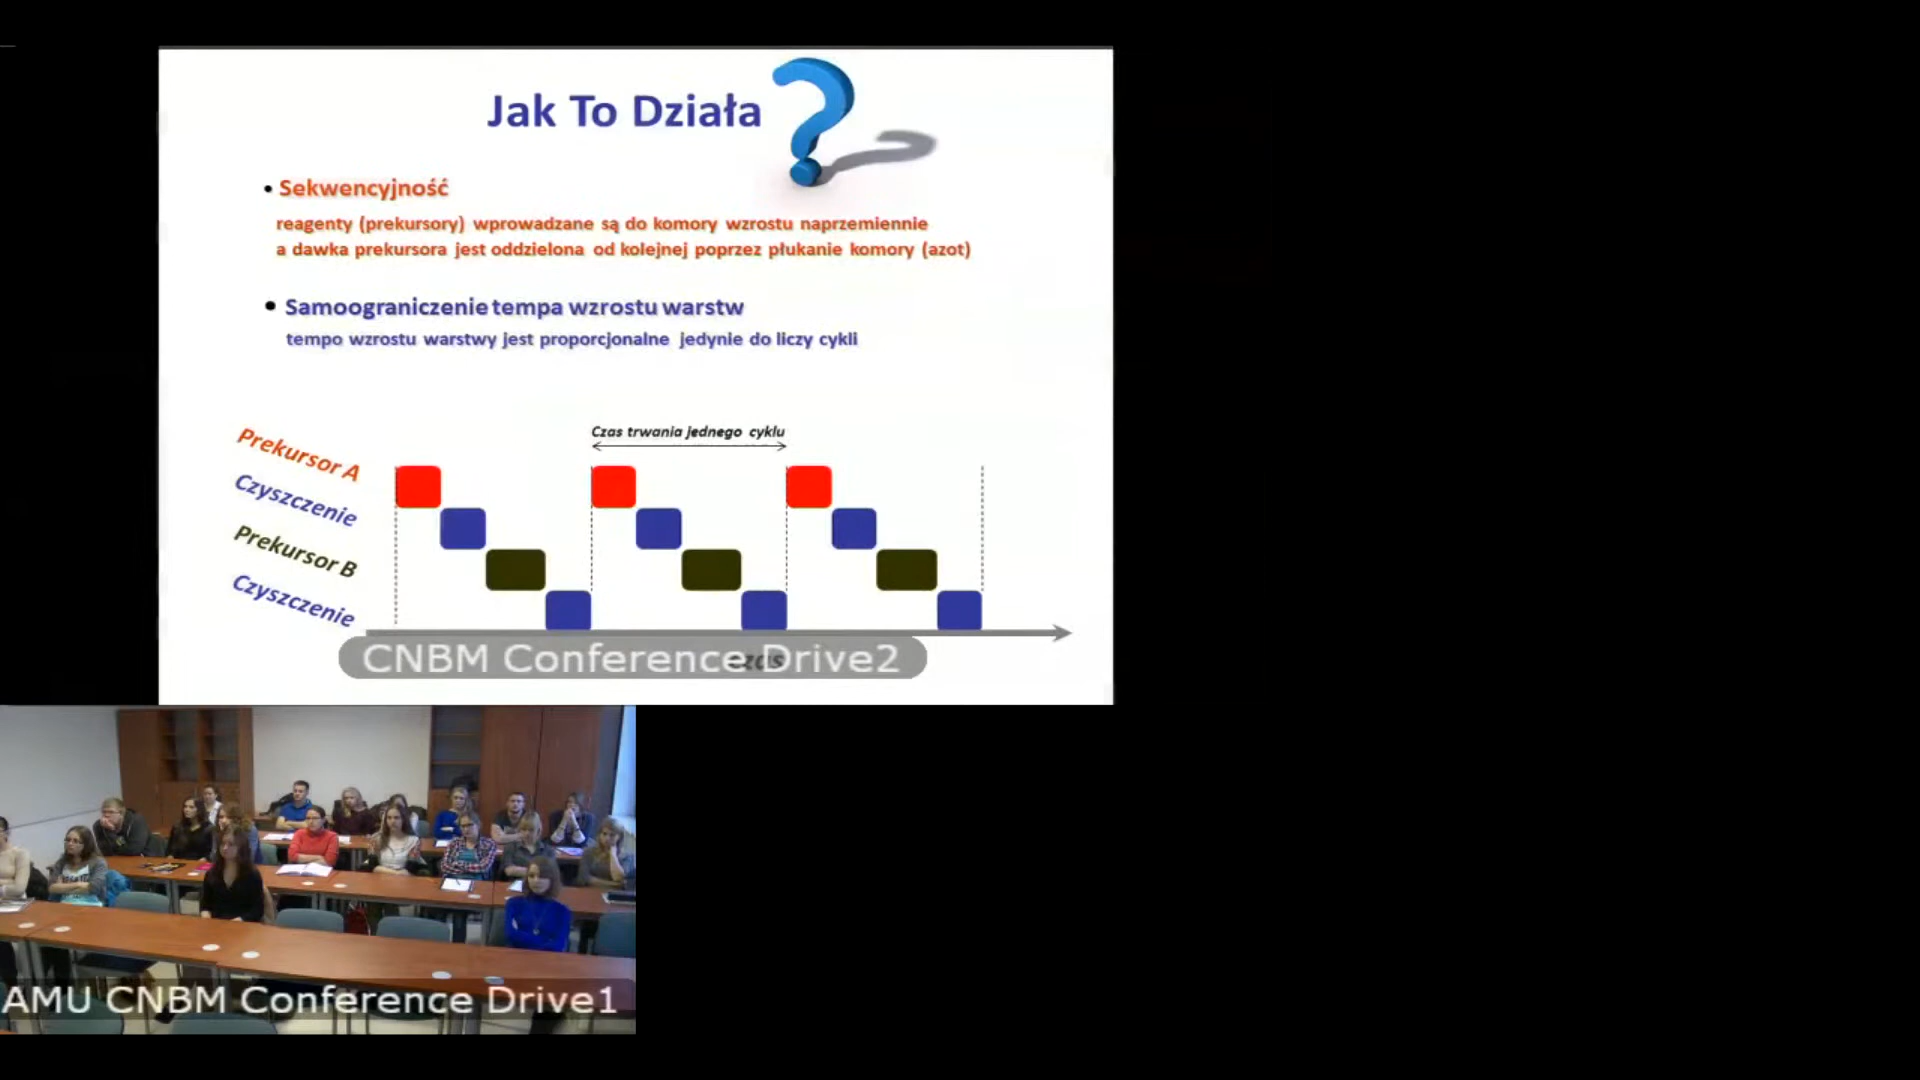 Jak To Działa
• Sekwencyjność
reagenty (prekursory) wprowadzane są do komory wzrostu naprzemiennie
a dawka prekursora jest oddzielona od kolejnej poprzez płukanie komory (azot)
• Samoograniczenie tempa wzrostu warstw
tempo wzrostu warstwy jest proporcjonalne jedynie do liczy cykli
Czas trwania jednego cyklu
Prekursor A
Czyszczenie
Prekursor B
Czyszczenie
czas
CNBM Conference Drive2
AMU CNBM Conference Drive1